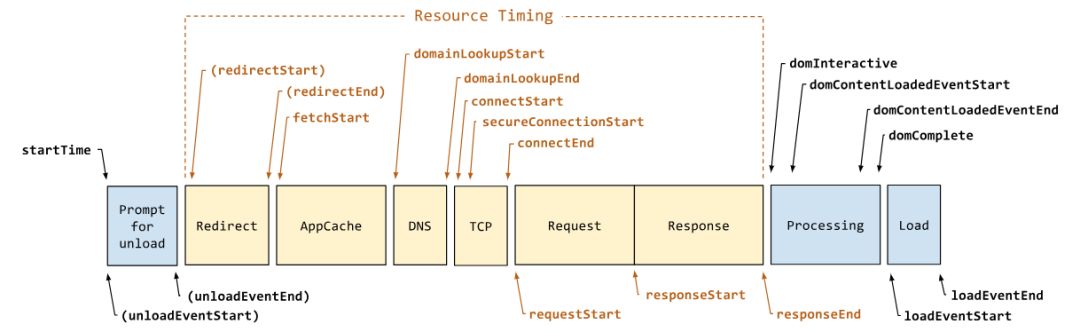 Resource Timing
domainLookupStart
(redirectStart)
domainLookupEnd
(redirectEnd)
connectStart
fetchStart
secureConnectionStart
connectEnd
domInteractive
domContentLoadedEventStart
domContentLoadedEventEnd
domComplete
startTime
Prompt
for
unload
Redirect
AppCache
DNS
TCP
Request
Response
Processing
Load
(unloadEventEnd)
(unloadEventStart)
requestStart
responseStart
responseEnd
loadEventEnd
loadEventStart